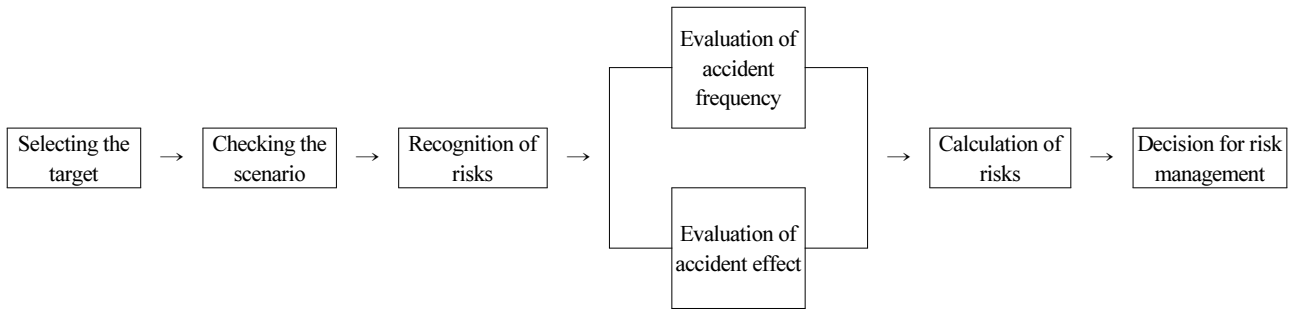 Selecting the
target
→
Checking the
scenario
→
Recognition of
risks
→
Evaluation of
accident
frequency
Evaluation of
accident effect
→
Calculation of
risks
→
Decision for risk
management